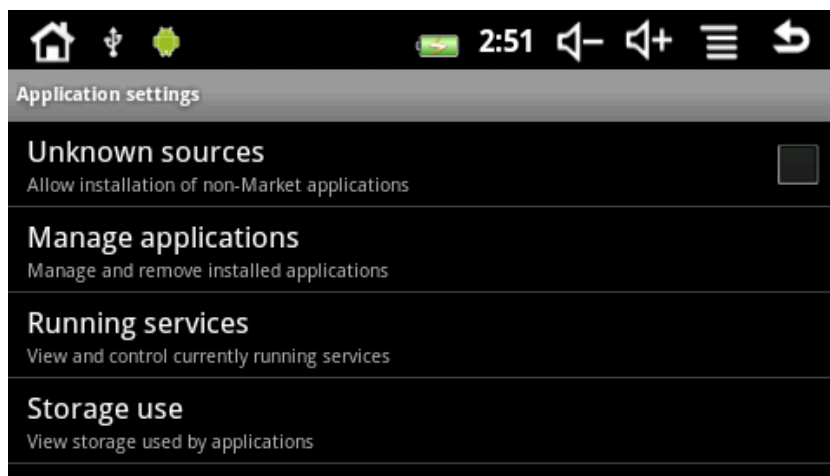 2:51
Application settings
Unknown sources
Allow installation of non-Market applications
Manage applications
Manage and remove installed applications
Running services
View and control currently running services
Storage use
View storage used by applications